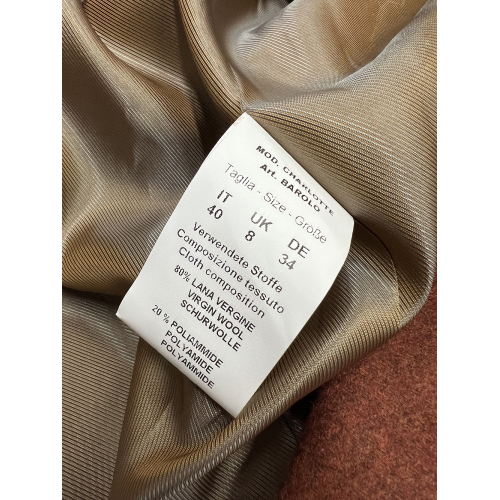 MOD. CHARLOTTE
Art. BAROLO
Taglia - Size - Größe
IT UK DE
40 8 34
Verwendete Stoffe
Composizione tessuto
Cloth composition
80% LANA VERGINE
VIRGIN WOOL
SCHURWOLLE
20 % POLIAMMIDE
POLYAMIDE
POLYAMMIDE